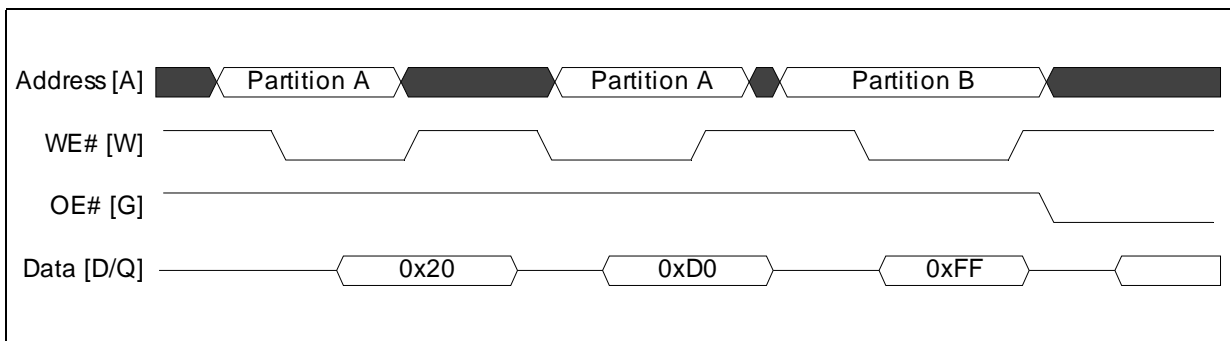 Address [A] Partition A Partition A Partition B
WE# [W]
OE# [G]
Data [D/Q] 0x20 0xD0 0xFF